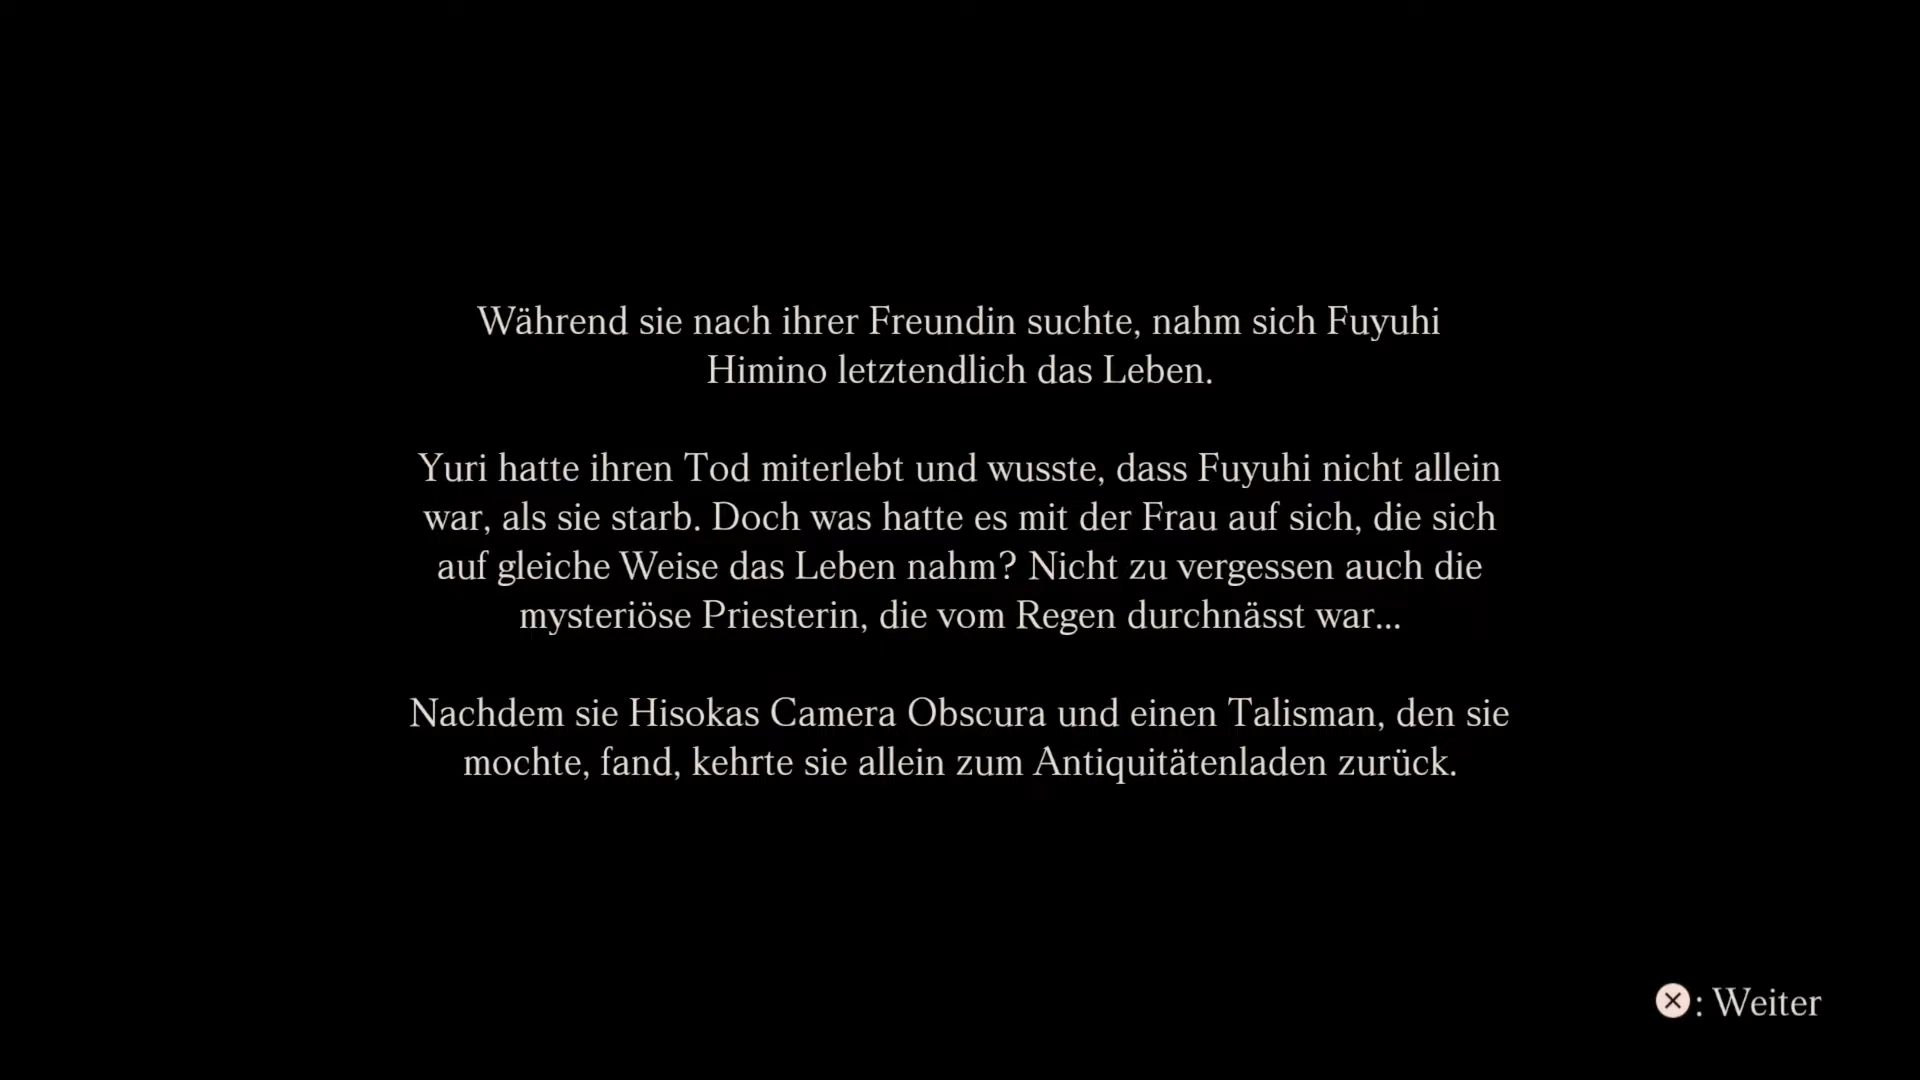 Während sie nach ihrer Freundin suchte, nahm sich Fuyuhi
Himino letztendlich das Leben.
Yuri hatte ihren Tod miterlebt und wusste, dass Fuyuhi nicht allein
war, als sie starb. Doch was hatte es mit der Frau auf sich, die sich
auf gleiche Weise das Leben nahm? Nicht zu vergessen auch die
mysteriöse Priesterin, die vom Regen durchnässt war...
Nachdem sie Hisokas Camera Obscura und einen Talisman, den sie
mochte, fand, kehrte sie allein zum Antiquitätenladen zurück.
⊗: Weiter